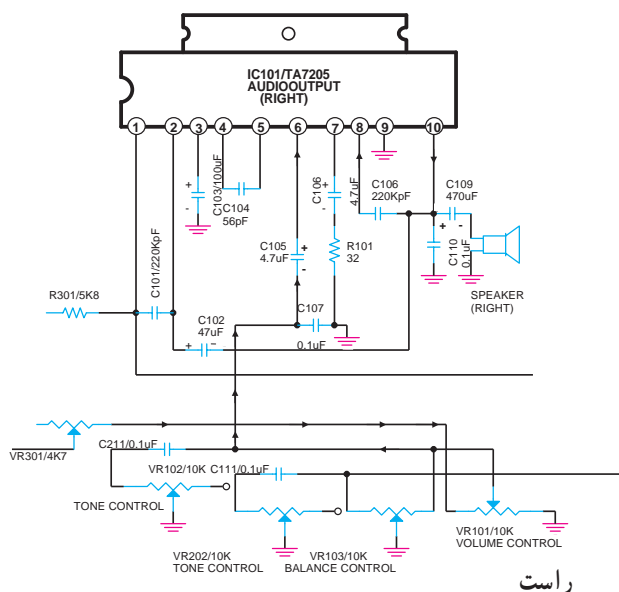 IC101/TA7205
AUDIOOUTPUT
(RIGHT)
1 2 3 4 5 6 7 8 9 10
C103/100uF
+
-
C104
56pF
C106
+
-
4.7uF
C106
220KpF
C109
470uF
-
+
C110
0.1uF
SPEAKER
(RIGHT)
C101/220KpF
R301/5K8
C105
4.7uF
+
-
R101
32
C102
47uF
+
−
C107
0.1uF
VR301/4K7
C211/0.1uF
VR102/10K
TONE CONTROL
C111/0.1uF
VR202/10K
TONE CONTROL
VR103/10K
BALANCE CONTROL
VR101/10K
VOLUME CONTROL
راست